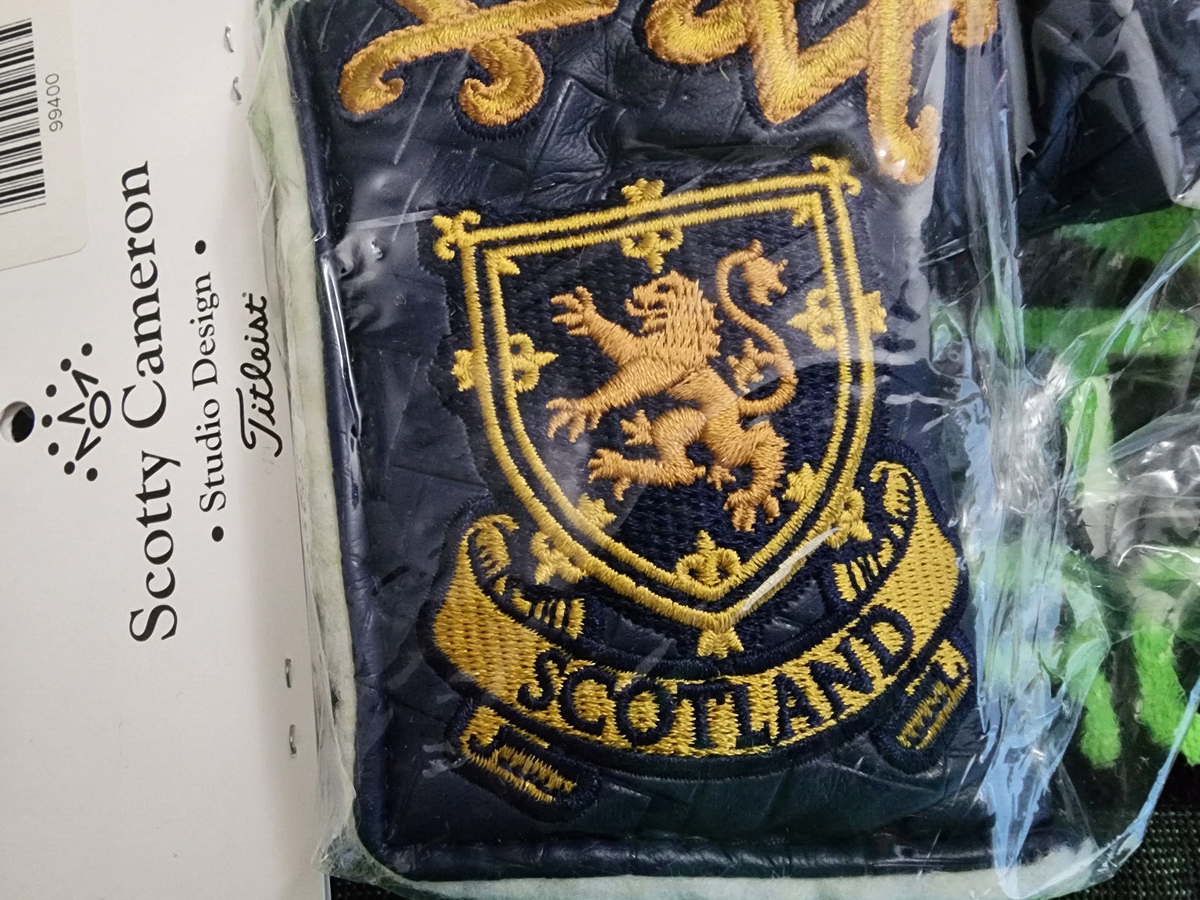 99400
Scotty Cameron
• Studio Design •
Titleist
SCOTLAND